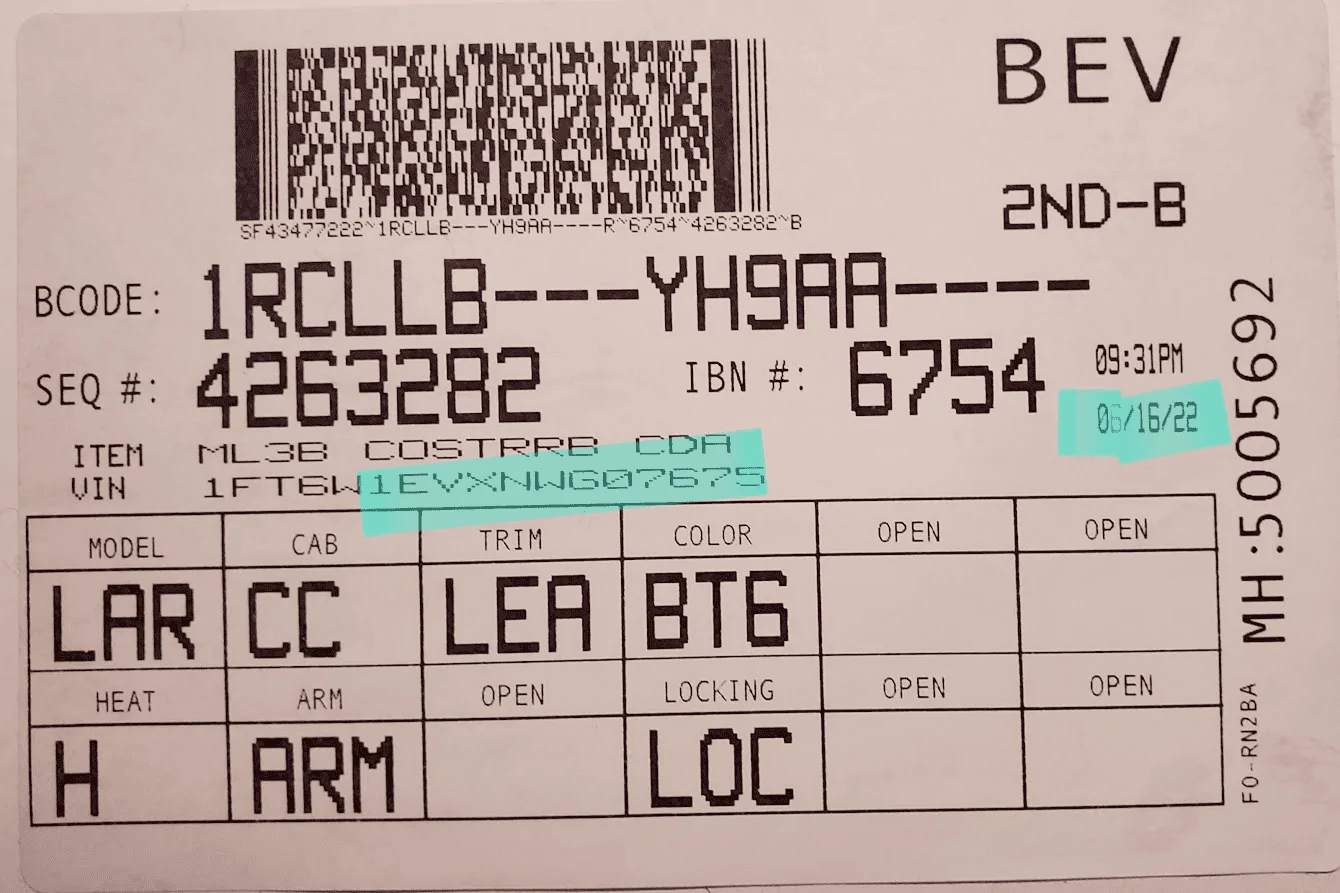 BEV
2ND-B
SF43477222~1RCLLB---YH9AA----R~6754~4263282~B
BCODE: 1RCLLB---YH9AA----
SEQ #: 4263282 IBN #: 6754 09:31PM
06/16/22
ITEM ML3B COSTRRB CDA
VIN 1FT6W1EVXNWG07675
MODEL CAB TRIM COLOR OPEN OPEN
LAR CC LEA BT6
HEAT ARM OPEN LOCKING OPEN OPEN
H ARM LOC
MH:5005692
FO-RN2BA